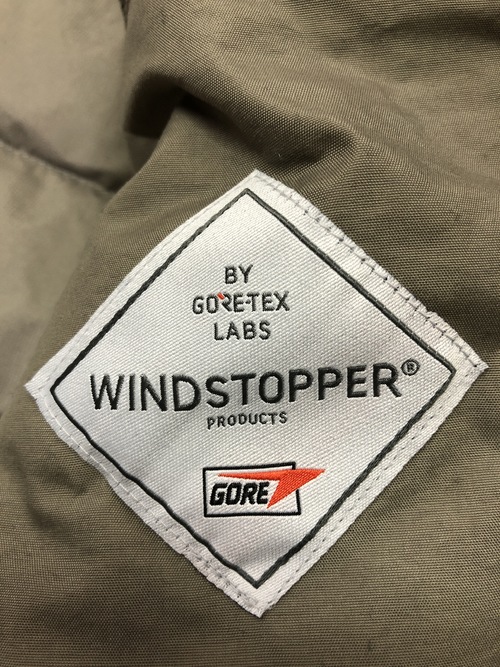 BY
GORE-TEX
LABS
WINDSTOPPER®
PRODUCTS
GORE